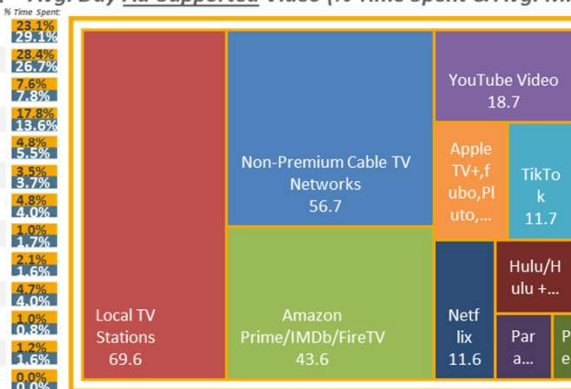 Avg. Day Ad Supported Video (% Time Spent & Avg.
% Time Spent:
23.1%
29.1%
28.4%
26.7%
7.6%
7.8%
17.8%
13.6%
4.8%
5.5%
3.5%
3.7%
4.8%
4.0%
1.0%
1.7%
2.1%
1.6%
4.7%
4.0%
1.0%
0.8%
1.2%
1.6%
0.0%
0.0%
Local TV
Stations
69.6
Non-Premium Cable TV
Networks
56.7
Amazon
Prime/IMDb/FireTV
43.6
YouTube Video
18.7
Apple
TV+,f
ubo,Pl
uto,...
TikTo
k
11.7
Netf
lix
11.6
Hulu/H
ulu +...
Par
a...
P
e